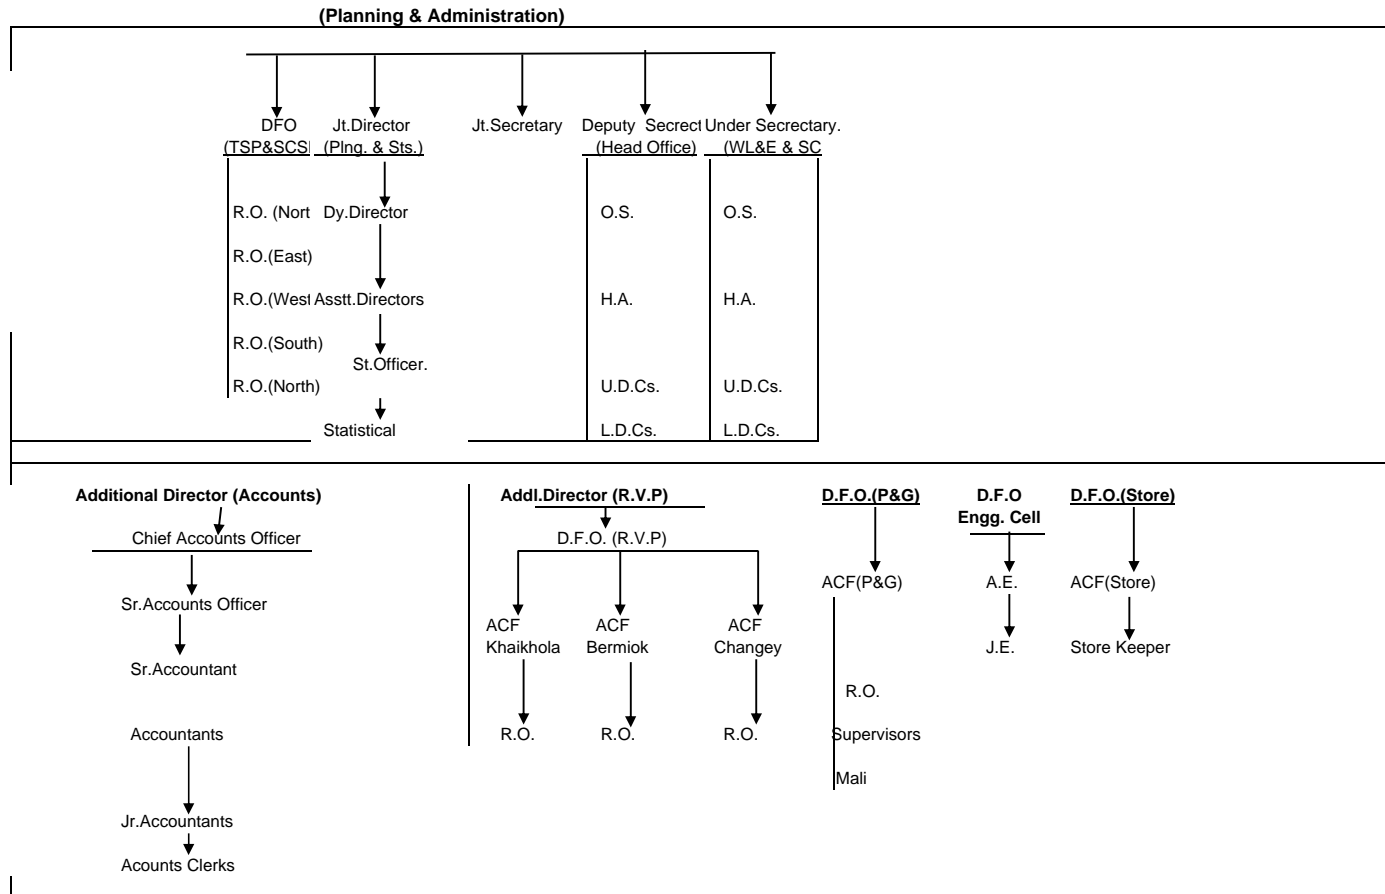 (Planning & Administration)
DFO Jt.Director Jt.Secretary Deputy Secrect Under Secrectary.
(TSP&SCS (Plng. & Sts.) (Head Office) (WL&E & SC
R.O. (Nort Dy.Director O.S. O.S.
R.O.(East)
R.O.(West Asstt.Directors H.A. H.A.
R.O.(South)
St.Officer.
R.O.(North) U.D.Cs. U.D.Cs.
Statistical L.D.Cs. L.D.Cs.
Additional Director (Accounts) Addl.Director (R.V.P) D.F.O.(P&G) D.F.O D.F.O.(Store)
Engg. Cell
Chief Accounts Officer D.F.O. (R.V.P)
ACF(P&G) A.E. ACF(Store)
Sr.Accounts Officer
ACF ACF ACF
Khaikhola Bermiok Changey J.E. Store Keeper
Sr.Accountant
R.O.
Accountants R.O. R.O. R.O. Supervisors
Mali
Jr.Accountants
Acounts Clerks